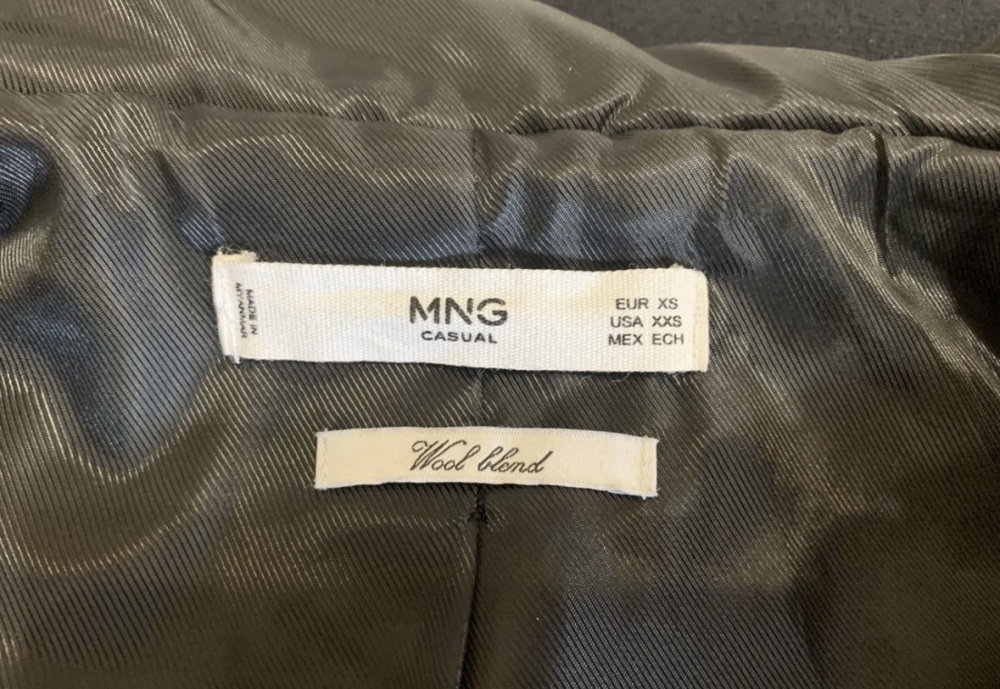 MADE IN
MYANMAR
MNG
CASUAL
EUR XS
USA XXS
MEX ECH
Wool blend